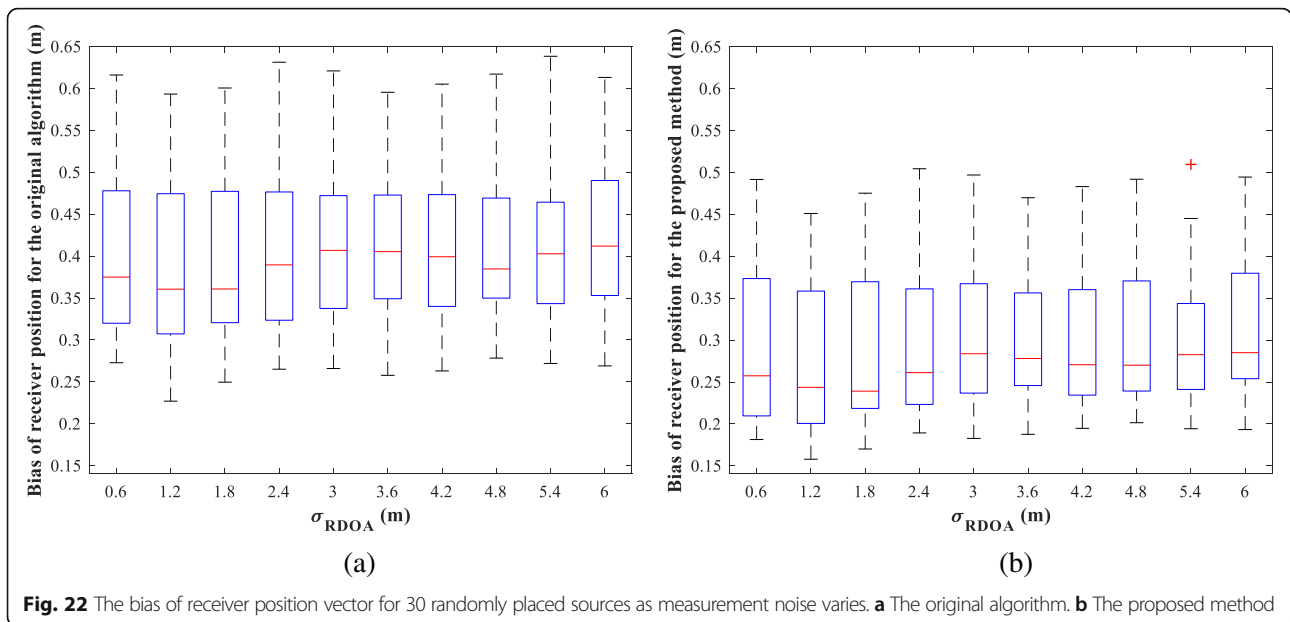 Bias of receiver position for the original algorithm (m)
0.65
0.6
0.55
0.5
0.45
0.4
0.35
0.3
0.25
0.2
0.15
0.6 1.2 1.8 2.4 3 3.6 4.2 4.8 5.4 6
σRDOA (m)
(a)
Bias of receiver position for the proposed method (m)
0.65
0.6
0.55
0.5
0.45
0.4
0.35
0.3
0.25
0.2
0.15
0.6 1.2 1.8 2.4 3 3.6 4.2 4.8 5.4 6
σRDOA (m)
(b)
Fig. 22 The bias of receiver position vector for 30 randomly placed sources as measurement noise varies. a The original algorithm. b The proposed method